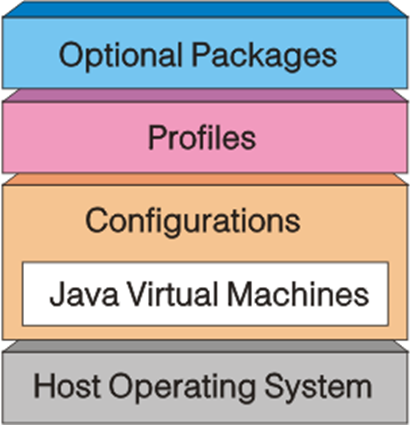 Optional Packages
Profiles
Configurations
Java Virtual Machines
Host Operating System